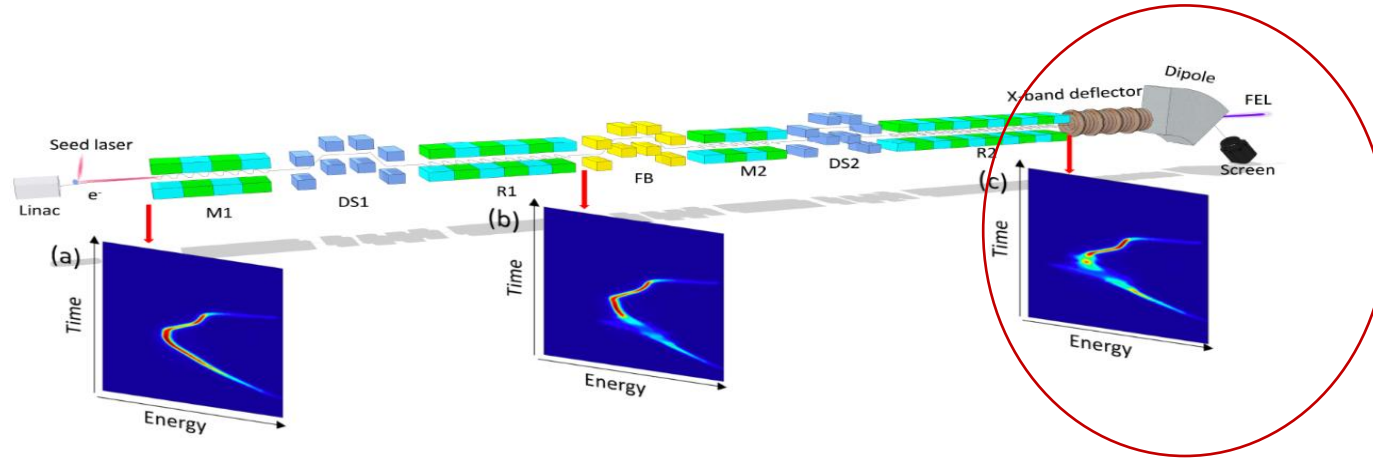 Seed laser
e-
Linac
M1
DS1
R1
FB
M2
DS2
R2
X-band deflector
Dipole
FEL
Screen
(a)
Time
Energy
(b)
Time
Energy
(c)
Time
Energy